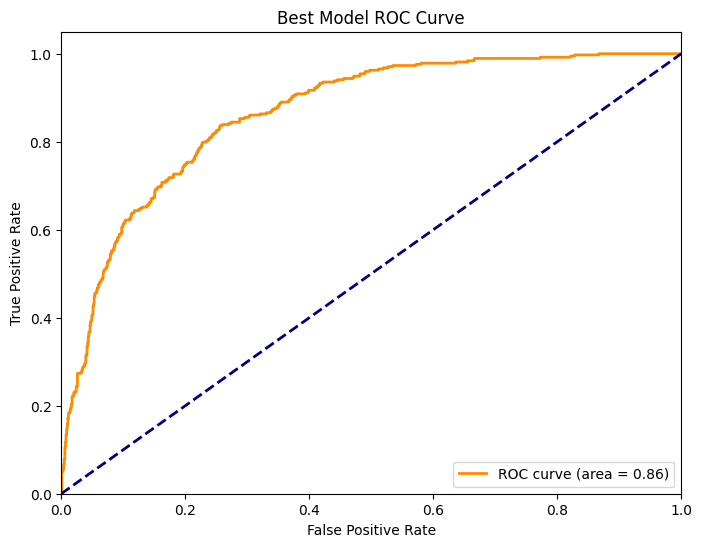 Best Model ROC Curve
True Positive Rate
1.0
0.8
0.6
0.4
0.2
0.0
ROC curve (area = 0.86)
0.0 0.2 0.4 0.6 0.8 1.0
False Positive Rate